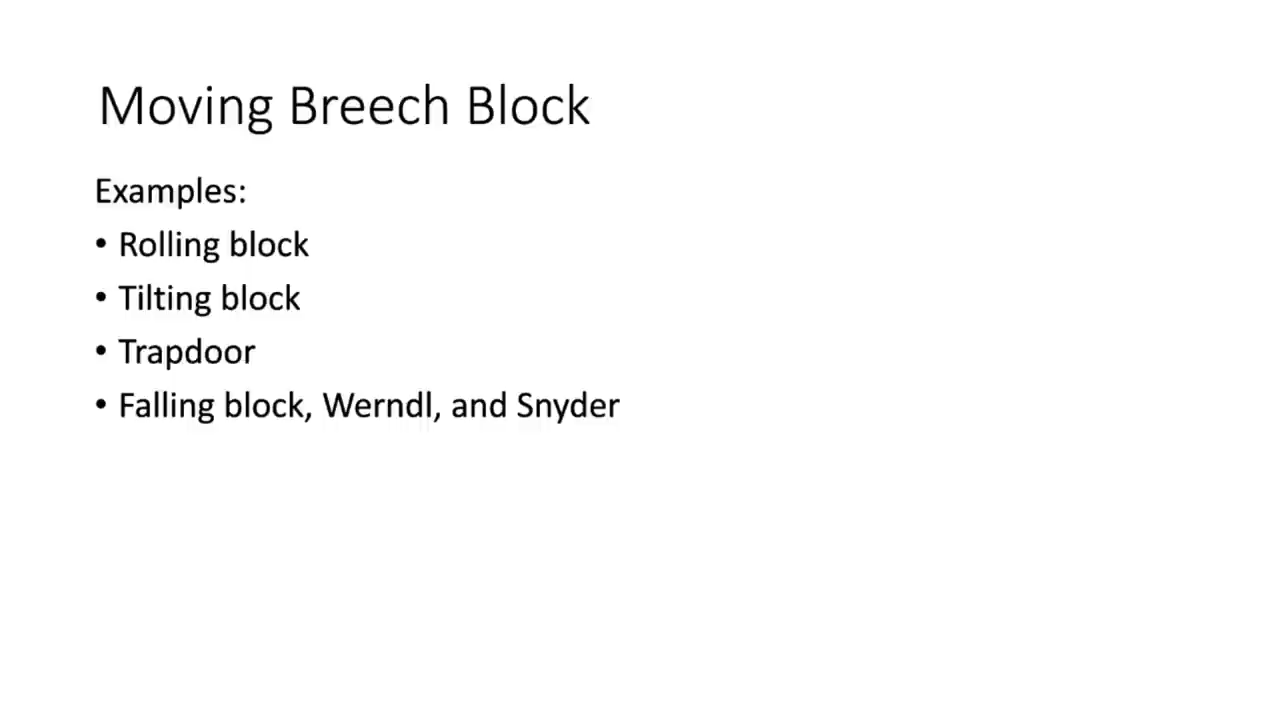 Moving Breech Block
Examples:
• Rolling block
• Tilting block
• Trapdoor
• Falling block, Werndl, and Snyder